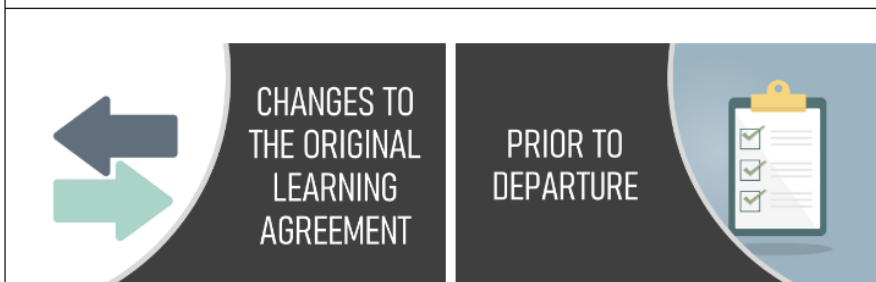 CHANGES TO
THE ORIGINAL
LEARNING
AGREEMENT
PRIOR TO
DEPARTURE